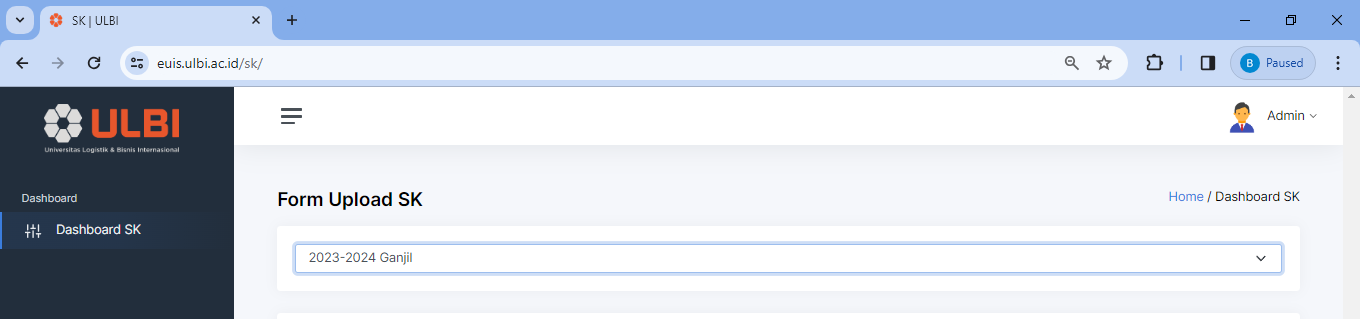 SK | ULBI
euis.ulbi.ac.id/sk/
B Paused
ULBI
Universitas Logistik & Bisnis Internasional
Admin
Dashboard
Dashboard SK
Form Upload SK
Home / Dashboard SK
2023-2024 Ganjil